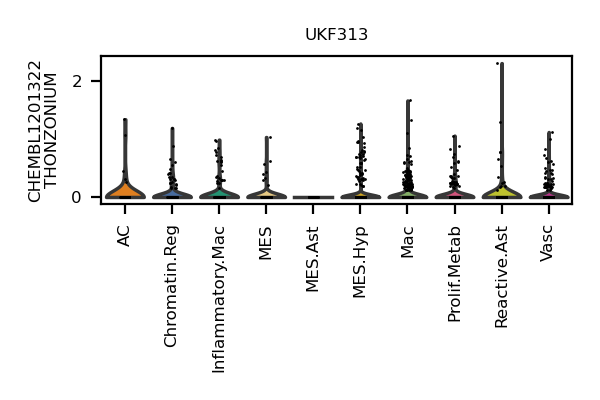 UKF313
CHEMBL1201322
THONZONIUM
2
0
AC
Chromatin.Reg
Inflammatory.Mac
MES
MES.Ast
MES.Hyp
Mac
Prolif.Metab
Reactive.Ast
Vasc